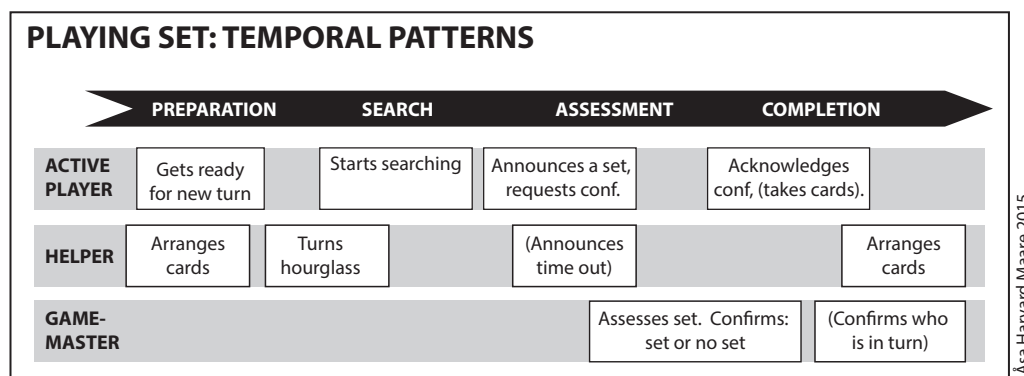 PLAYING SET: TEMPORAL PATTERNS
PREPARATION SEARCH ASSESSMENT COMPLETION
ACTIVE
PLAYER
Gets ready
for new turn
Starts searching
Announces a set,
requests conf.
Acknowledges
conf, (takes cards).
HELPER
Arranges
cards
Turns
hourglass
(Announces
time out)
Arranges
cards
GAME-
MASTER
Assesses set. Confirms:
set or no set
(Confirms who
is in turn)
Åsa Harvard Maare 2015